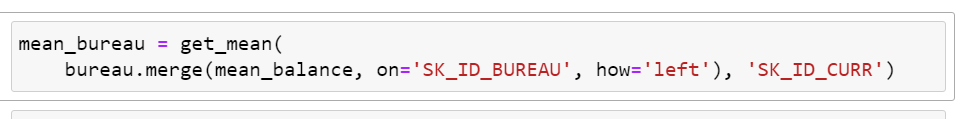 mean_bureau = get_mean(
    bureau.merge(mean_balance, on='SK_ID_BUREAU', how='left'), 'SK_ID_CURR')